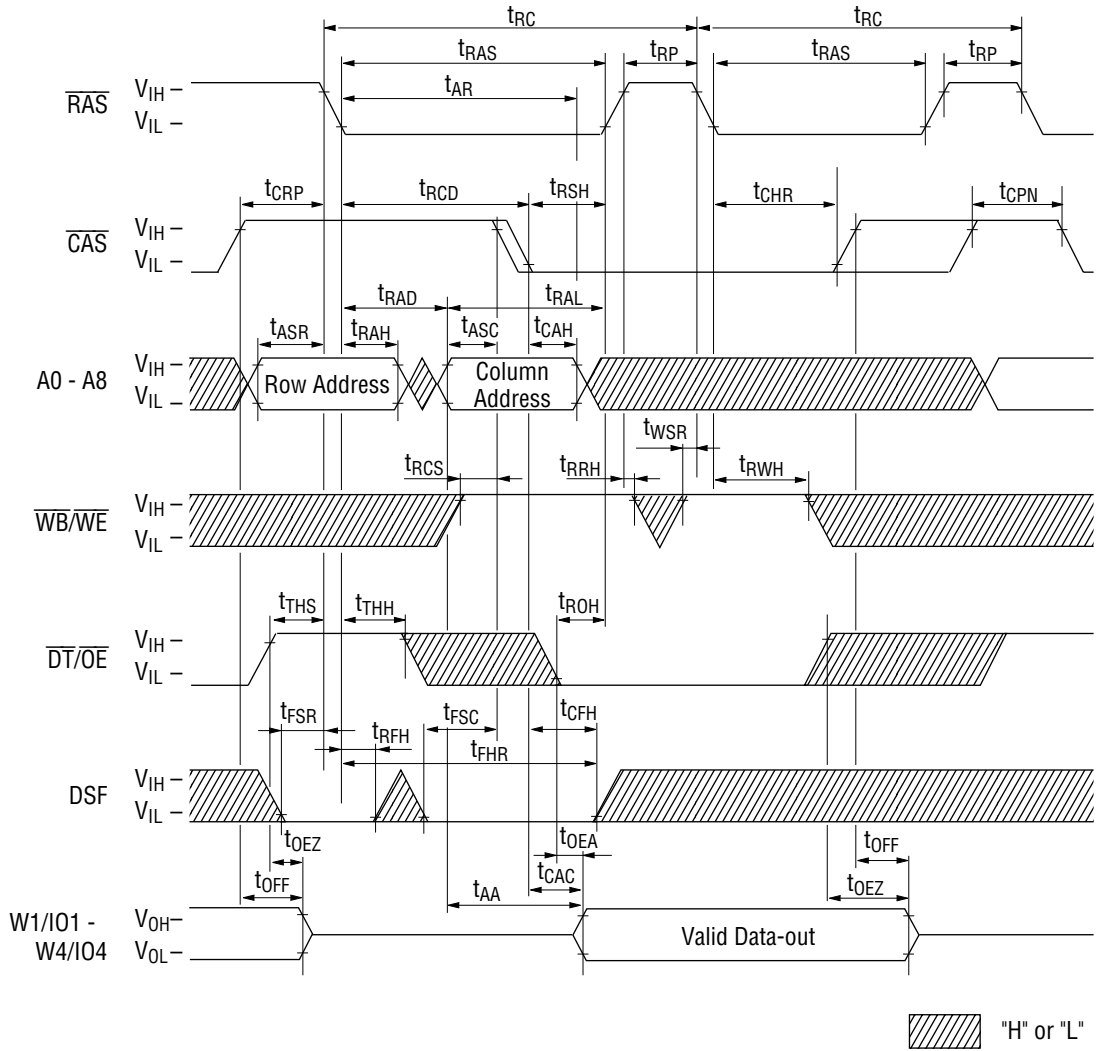 tRC tRC
tRAS tRP tRAS tRP
tAR
RAS VIH –
VIL –
tCRP tRCD tRSH tCHR tCPN
CAS VIH –
VIL –
tRAD tRAL
tASR tRAH tASC tCAH
A0 - A8 VIH –
VIL –
Row Address
Column
Address
tWSR
tRCS tRRH tRWH
WB/WE VIH –
VIL –
tTHS tTHH tROH
DT/OE VIH –
VIL –
tFSR tRFH tFSC tCFH
tFHR
DSF VIH –
VIL –
tOEZ tOEA tOFF
tOFF tCAC tOEZ
tAA
W1/IO1 -
W4/IO4
VOH –
VOL –
Valid Data-out
"H" or "L"